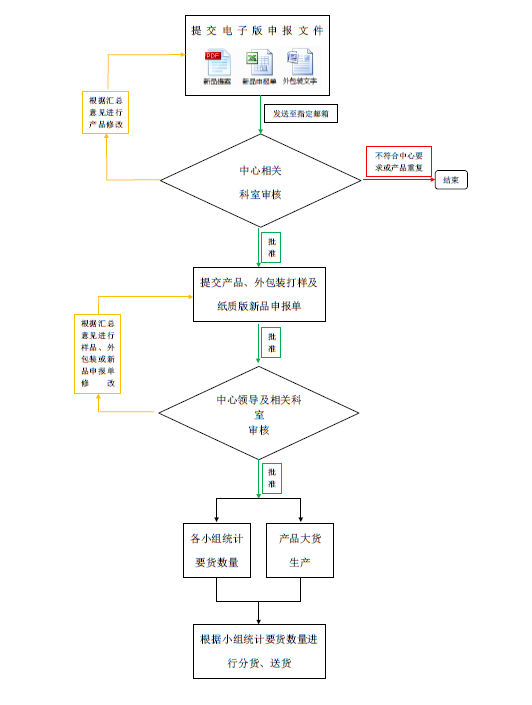 提交电子版申报文件
PDF
新品提案
新品申报单
外包装文字
根据汇总
意见进行
产品修改
发送至指定邮箱
中心相关
科室审核
不符合中心要
求或产品重复
结束
批
准
提交产品、外包装打样及
纸质版新品申报单
根据汇总
意见进行
样品、外
包装或新
品申报单
修改
批
准
中心领导及相关科
室
审核
批
准
各小组统计
要货数量
产品大货
生产
根据小组统计要货数量进
行分货、送货